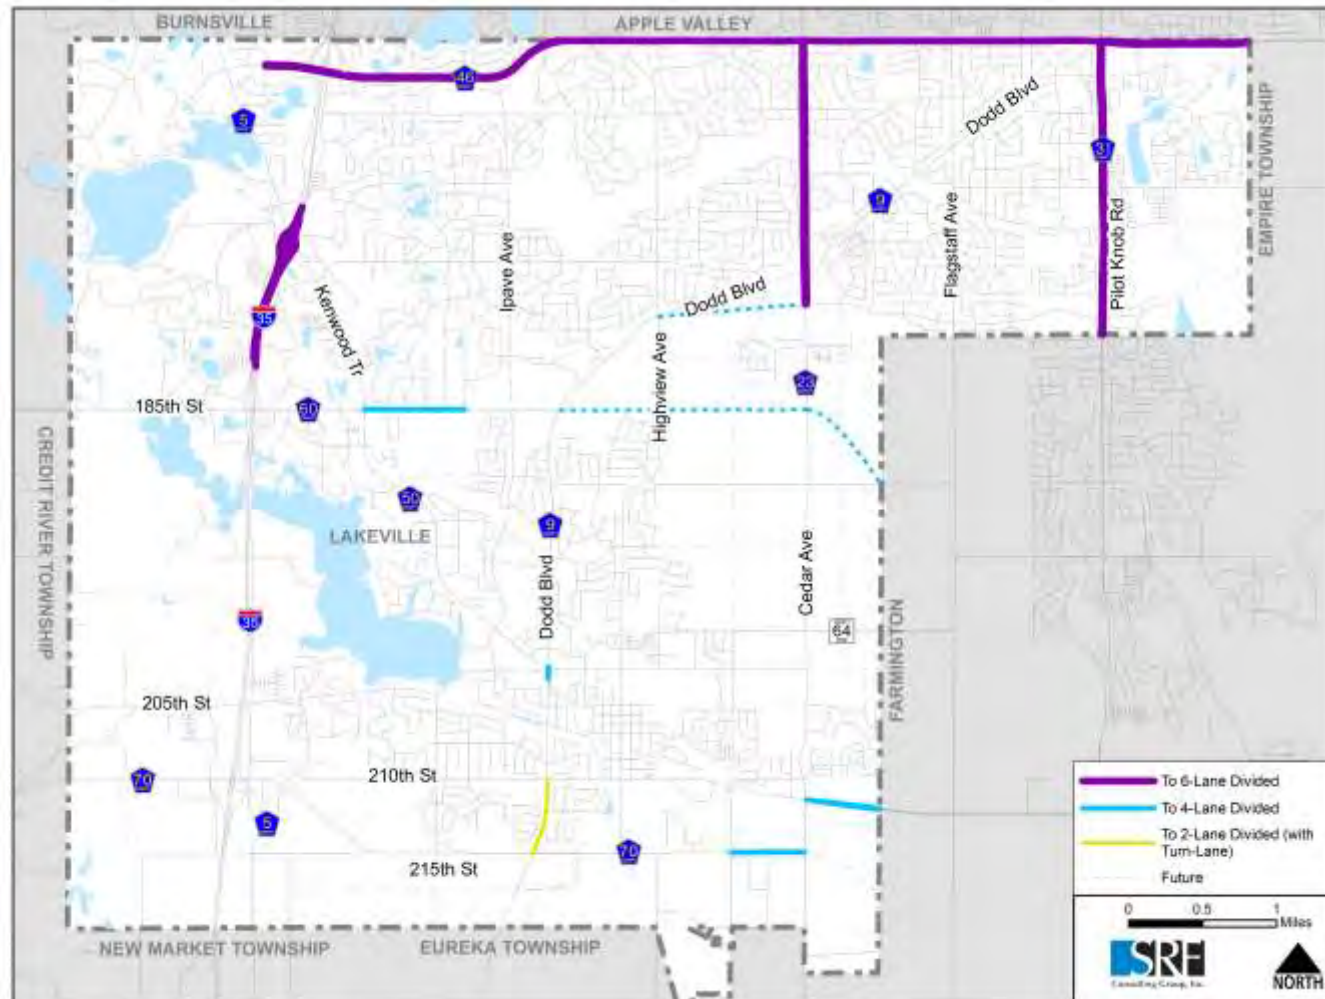 BURNSVILLE
APPLE VALLEY
46
5
Dodd Blvd
31
EMPIRE TOWNSHIP
9
Flagstaff Ave
Pilot Knob Rd
Ipave Ave
Dodd Blvd
35
Kenwood Tr
Highview Ave
23
185th St
60
CREDIT RIVER TOWNSHIP
50
9
LAKEVILLE
Dodd Blvd
Cedar Ave
35
64
FARMINGTON
205th St
70
210th St
5
70
215th St
To 6-Lane Divided
To 4-Lane Divided
To 2-Lane Divided (with
Turn-Lane)
Future
0 0.5 1
Miles
SRF
Consulting Group, Inc.
NORTH
NEW MARKET TOWNSHIP
EUREKA TOWNSHIP